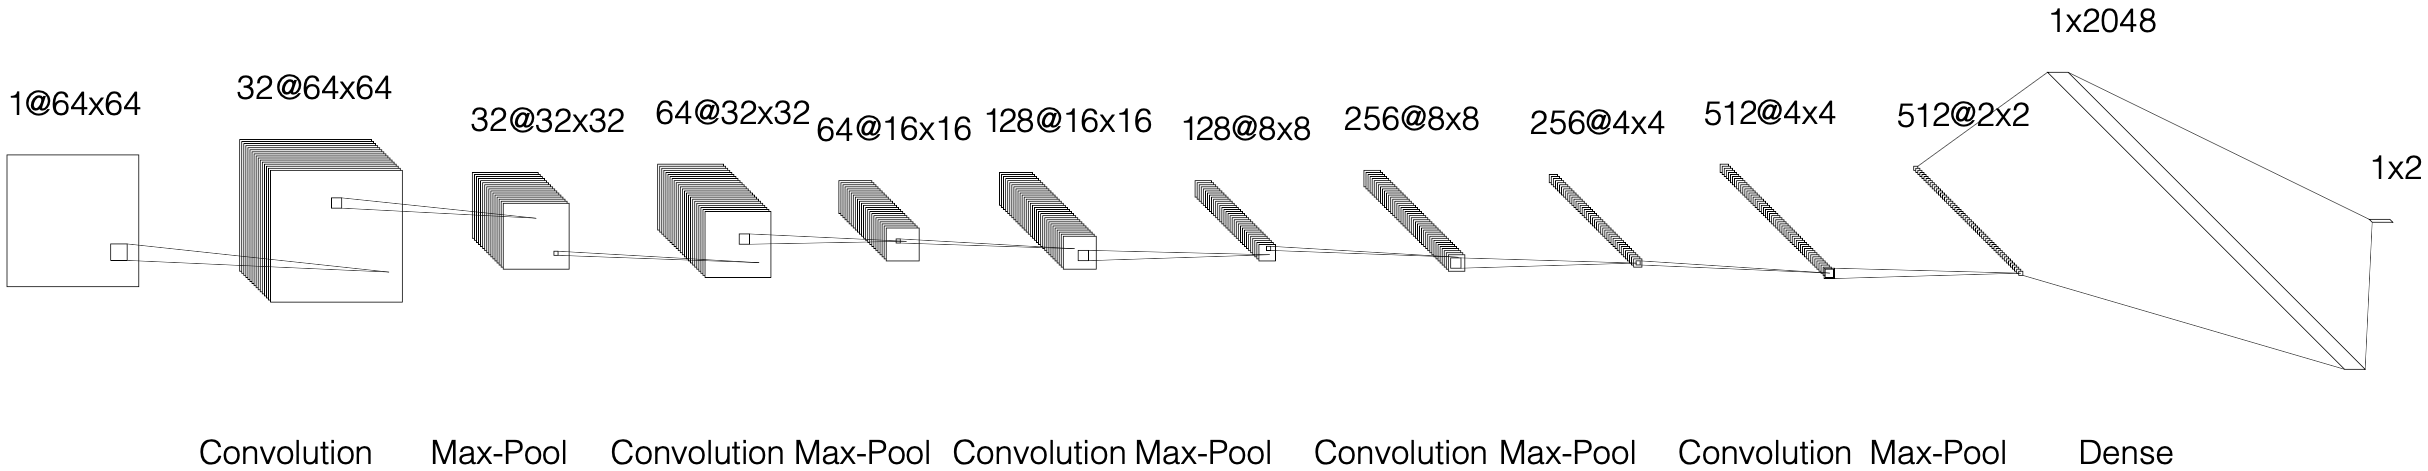 1@64x64
32@64x64
32@32x32
64@32x32
64@16x16
128@16x16
128@8x8
256@8x8
256@4x4
512@4x4
512@2x2
1x2048
1x2
Convolution
Max-Pool
Convolution
Max-Pool
Convolution
Max-Pool
Convolution
Max-Pool
Convolution
Max-Pool
Dense